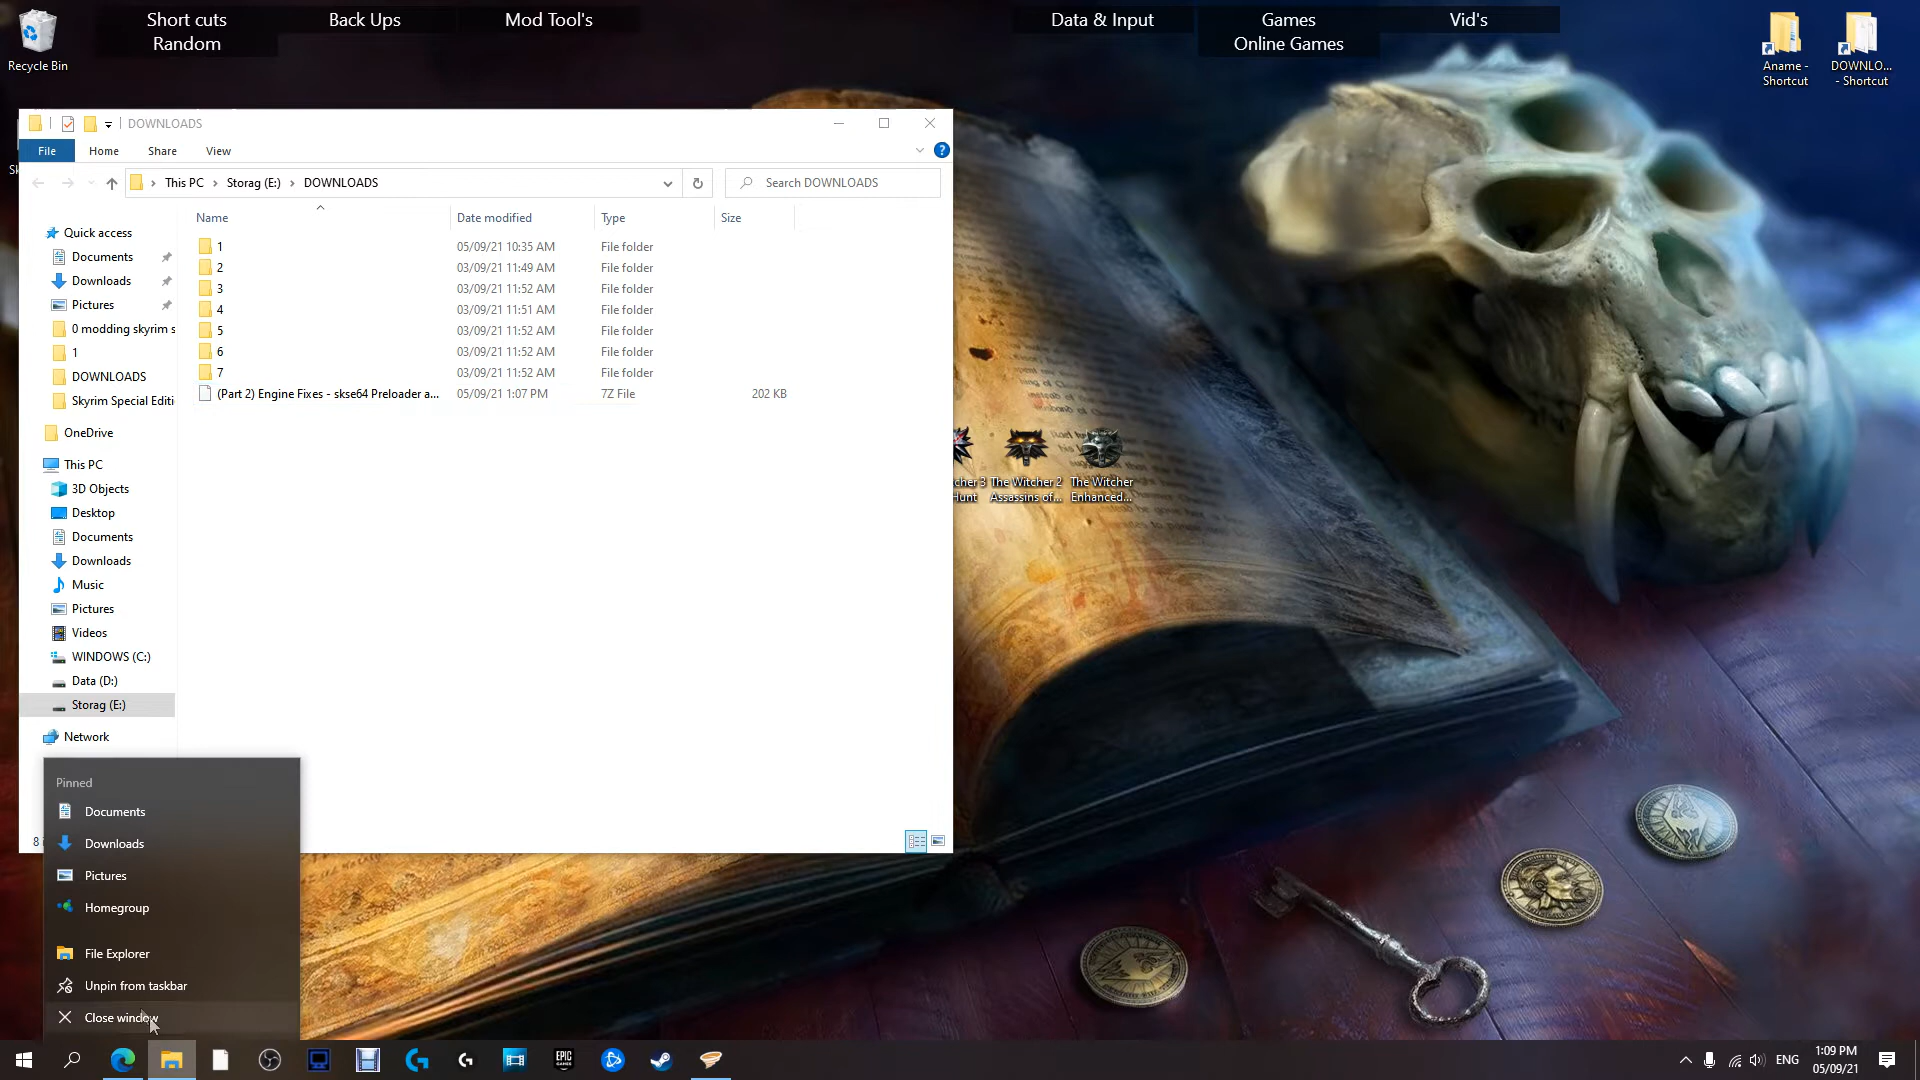 Short cuts
Random
Back Ups
Mod Tool's
Data & Input
Games
Online Games
Vid's
Recycle Bin
Aname -
Shortcut
DOWNLO...
- Shortcut
DOWNLOADS
File
Home
Share
View
This PC
Storag (E:)
DOWNLOADS
Search DOWNLOADS
Name
Date modified
Type
Size
Quick access
Documents
Downloads
Pictures
0 modding skyrim s
1
DOWNLOADS
Skyrim Special Editi
OneDrive
This PC
3D Objects
Desktop
Documents
Downloads
Music
Pictures
Videos
WINDOWS (C:)
Data (D:)
Storag (E:)
Network
1 05/09/21 10:35 AM File folder
2 03/09/21 11:49 AM File folder
3 03/09/21 11:52 AM File folder
4 03/09/21 11:51 AM File folder
5 03/09/21 11:52 AM File folder
6 03/09/21 11:52 AM File folder
7 03/09/21 11:52 AM File folder
(Part 2) Engine Fixes - skse64 Preloader a... 05/09/21 1:07 PM 7Z File 202 KB
cher 3
Hunt
The Witcher 2
Assassins of...
The Witcher
Enhanced...
8
Pinned
Documents
Downloads
Pictures
Homegroup
File Explorer
Unpin from taskbar
Close window
EPIC
GAMES
ENG
1:09 PM
05/09/21